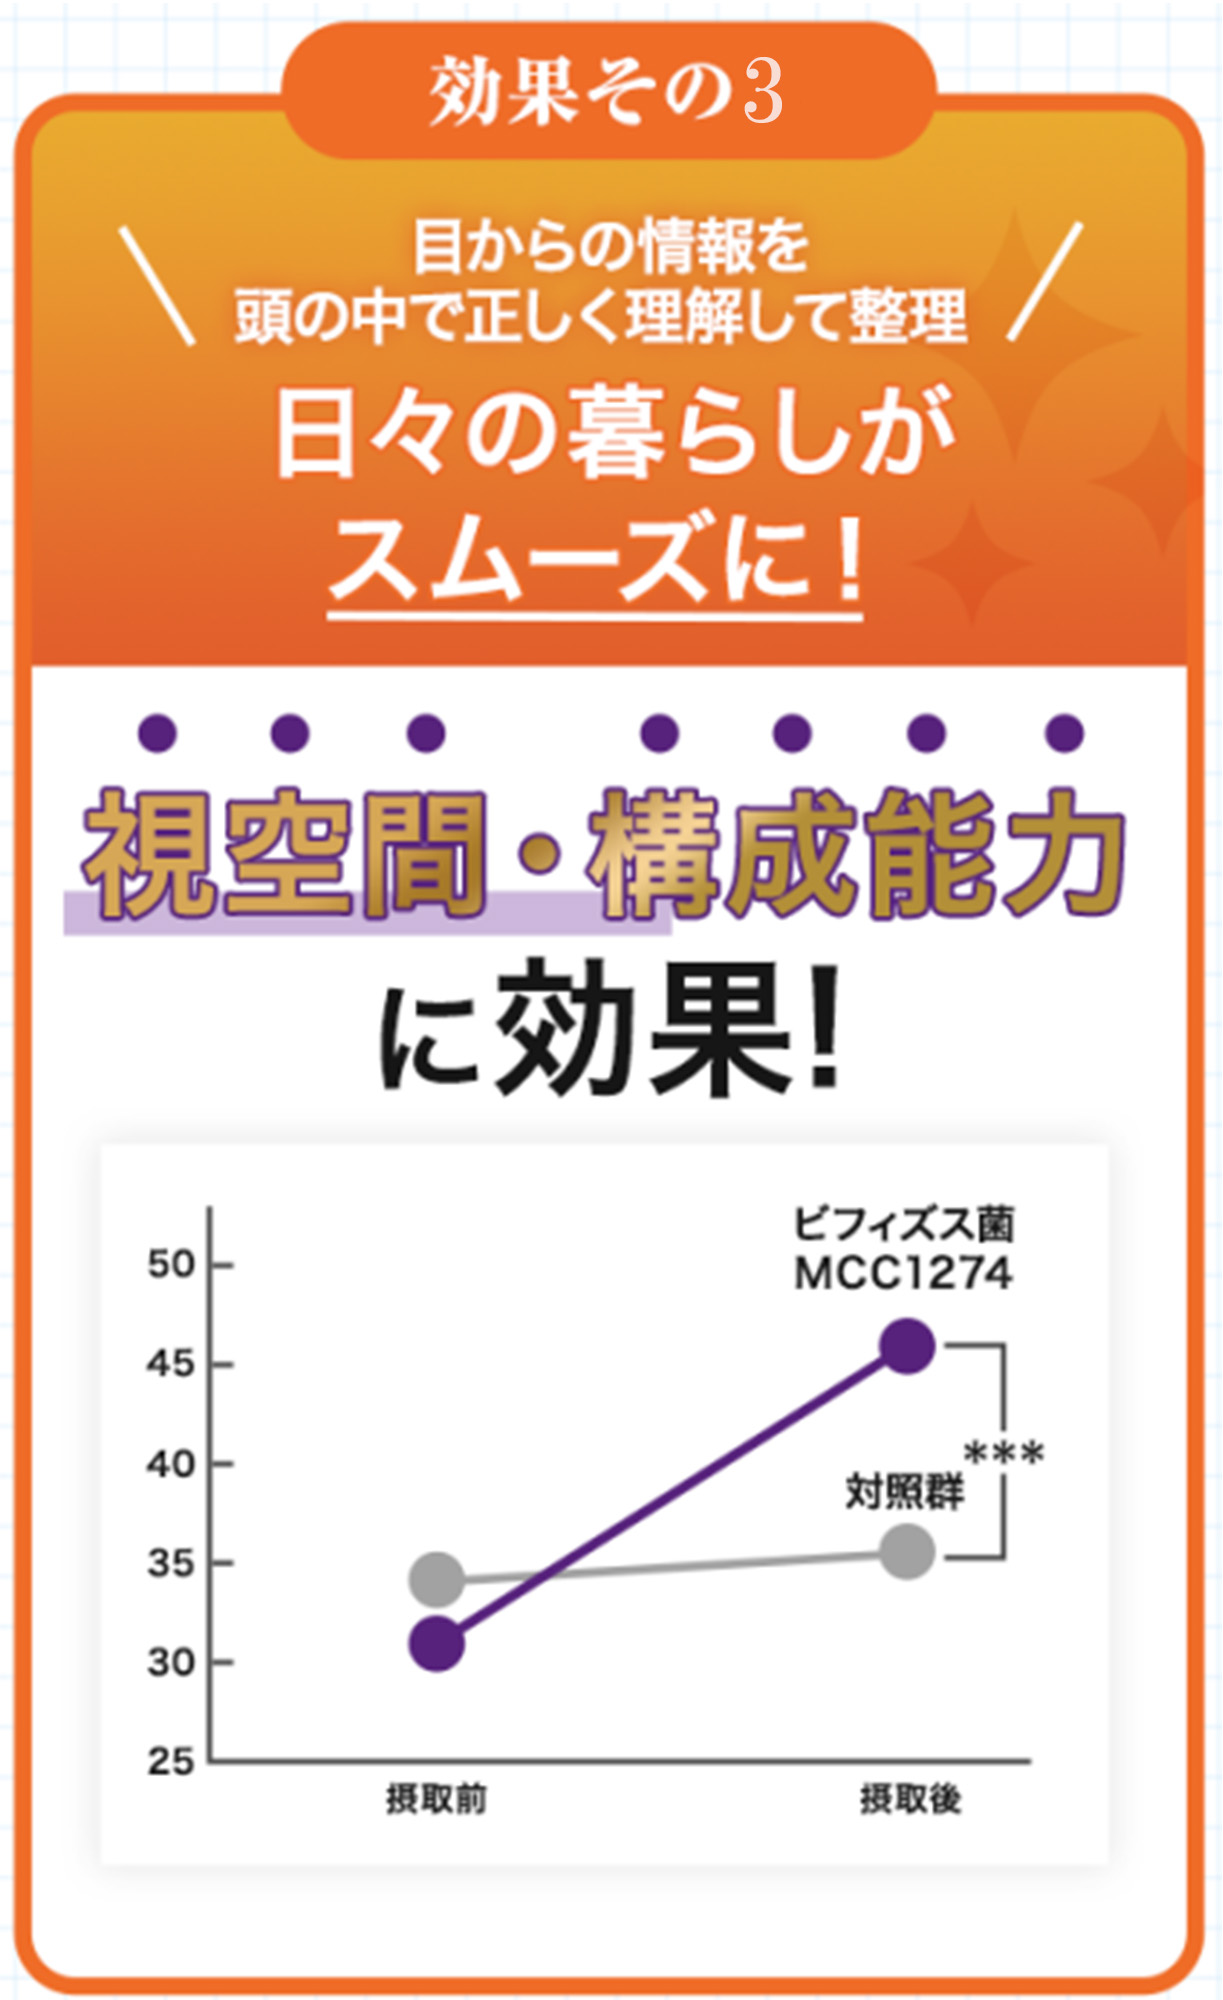 効果その3
目からの情報を
頭の中で正しく理解して整理
日々の暮らしが
スムーズに！
視空間・構成能力
に効果！
ビフィズス菌
MCC1274
50
45
40
35
30
25
***
対照群
摂取前
摂取後